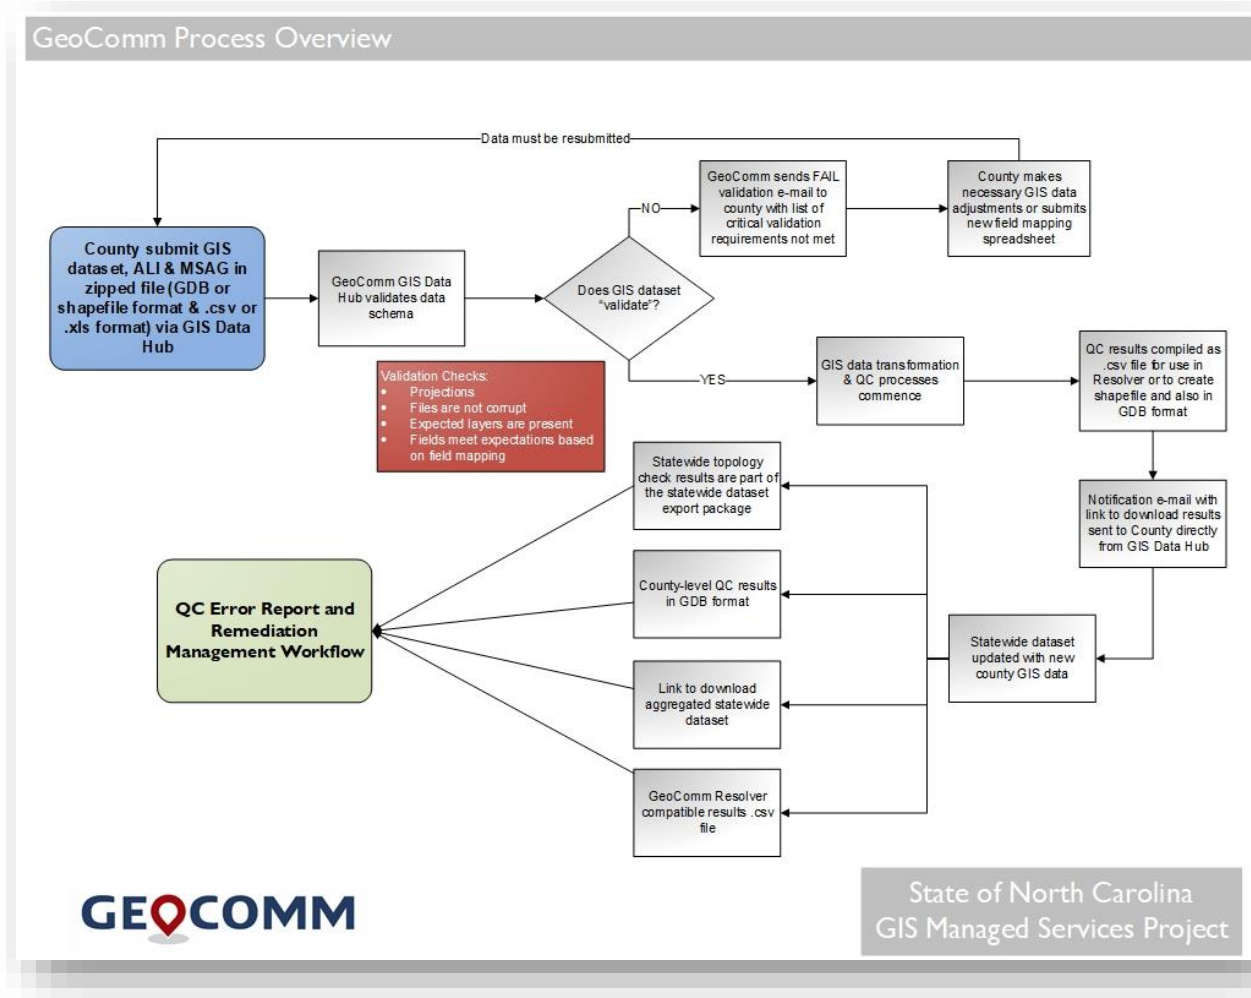 GeoComm Process Overview
Data must be resubmitted
GeoComm sends FAIL
validation e-mail to
county with list of
critical validation
requirements not met
County makes
necessary GIS data
adjustments or submits
new field mapping
spreadsheet
NO
County submit GIS
dataset, ALI & MSAG in
zipped file (GDB or
shapefile format & .csv or
.xls format) via GIS Data
Hub
GeoComm GIS Data
Hub validates data
schema
Does GIS dataset
“validate”?
YES
GIS data transformation
& QC processes
commence
QC results compiled as
.csv file for use in
Resolver or to create
shapefile and also in
GDB format
Validation Checks:
• Projections
• Files are not corrupt
• Expected layers are present
• Fields meet expectations based
on field mapping
Statewide topology
check results are part of
the statewide dataset
export package
Notification e-mail with
link to download results
sent to County directly
from GIS Data Hub
County-level QC results
in GDB format
QC Error Report and
Remediation
Management Workflow
Statewide dataset
updated with new
county GIS data
Link to download
aggregated statewide
dataset
GeoComm Resolver
compatible results .csv
file
GEOCOMM
State of North Carolina
GIS Managed Services Project